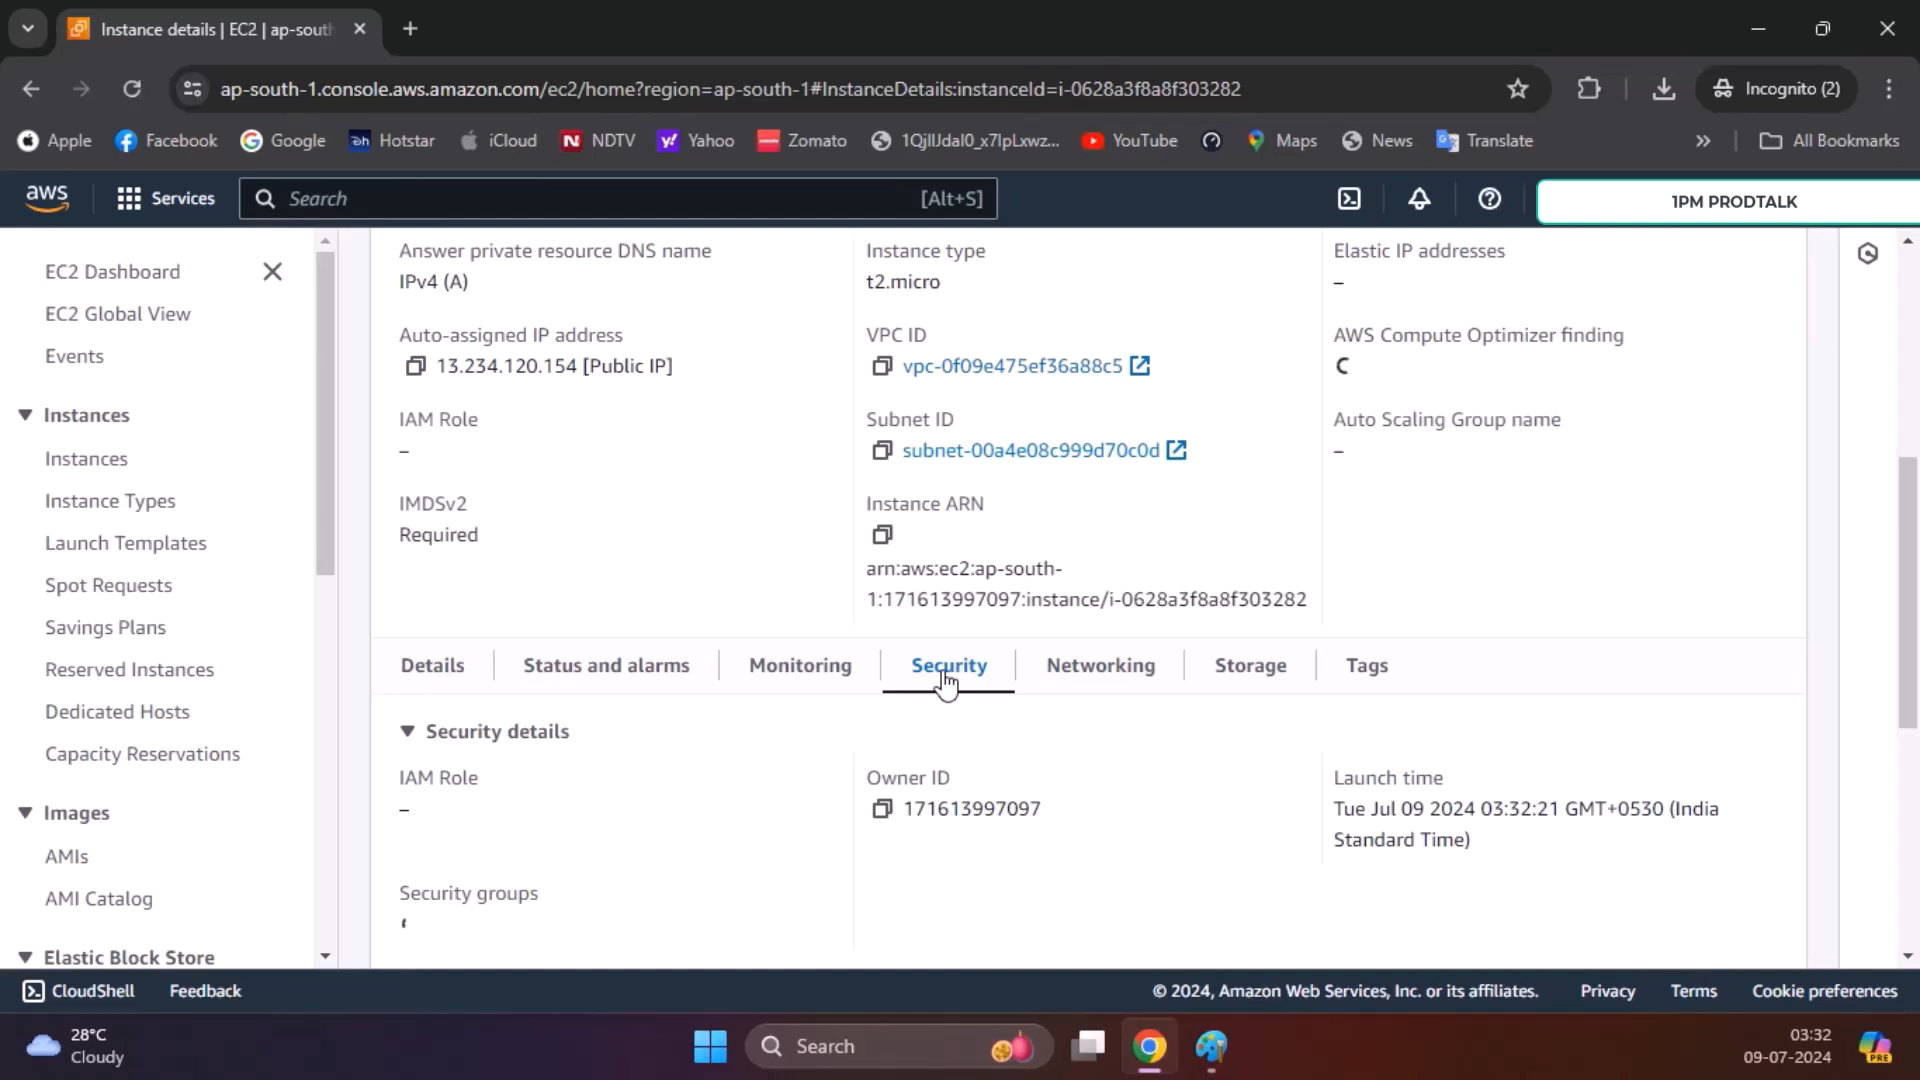 Instance details | EC2 | ap-sout
ap-south-1.console.aws.amazon.com/ec2/home?region=ap-south-1#InstanceDetails:instanceId=i-0628a3f8a8f303282
Incognito (2)
Apple
Facebook
Google
Hotstar
iCloud
NDTV
Yahoo
Zomato
YouTube
Maps
News
Translate
All Bookmarks
aws
Services
Search
[Alt+S]
1PM PRODTALK
EC2 Dashboard
EC2 Global View
Events
Instances
Instances
Instance Types
Launch Templates
Spot Requests
Savings Plans
Reserved Instances
Dedicated Hosts
Capacity Reservations
Images
AMIs
AMI Catalog
Elastic Block Store
Answer private resource DNS name
IPv4 (A)
Instance type
t2.micro
Elastic IP addresses
–
Auto-assigned IP address
13.234.120.154 [Public IP]
VPC ID
vpc-0f09e475ef36a88c5
AWS Compute Optimizer finding
IAM Role
–
Subnet ID
subnet-00a4e08c999d70c0d
Auto Scaling Group name
–
IMDSv2
Required
Instance ARN
arn:aws:ec2:ap-south-
1:171613997097:instance/i-0628a3f8a8f303282
Details
Status and alarms
Monitoring
Security
Networking
Storage
Tags
Security details
IAM Role
–
Owner ID
171613997097
Launch time
Tue Jul 09 2024 03:32:21 GMT+0530 (India
Standard Time)
Security groups
CloudShell
Feedback
© 2024, Amazon Web Services, Inc. or its affiliates.
Privacy
Terms
Cookie preferences
28°C
Cloudy
Search
03:32
09-07-2024
PRE